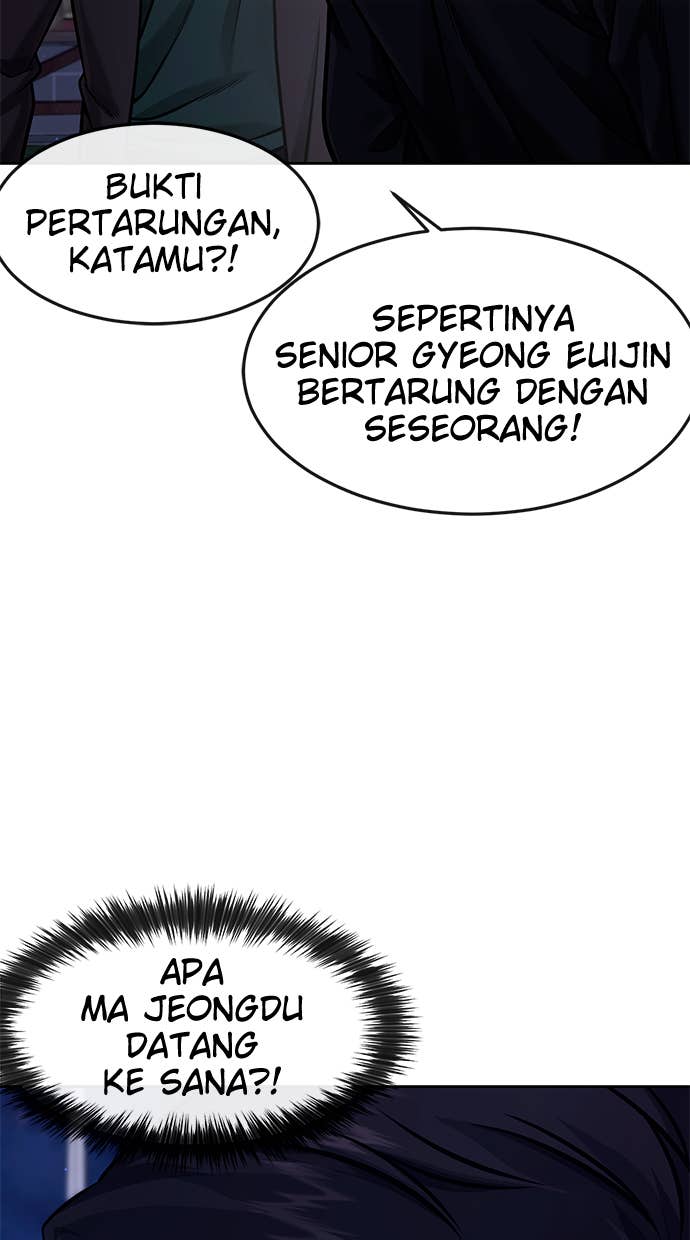 BUKTI
PERTARUNGAN,
KATAMU?!
SEPERTINYA
SENIOR GYEONG EUIJIN
BERTARUNG DENGAN
SESEORANG!
APA
MA JEONGDU
DATANG
KE SANA?!